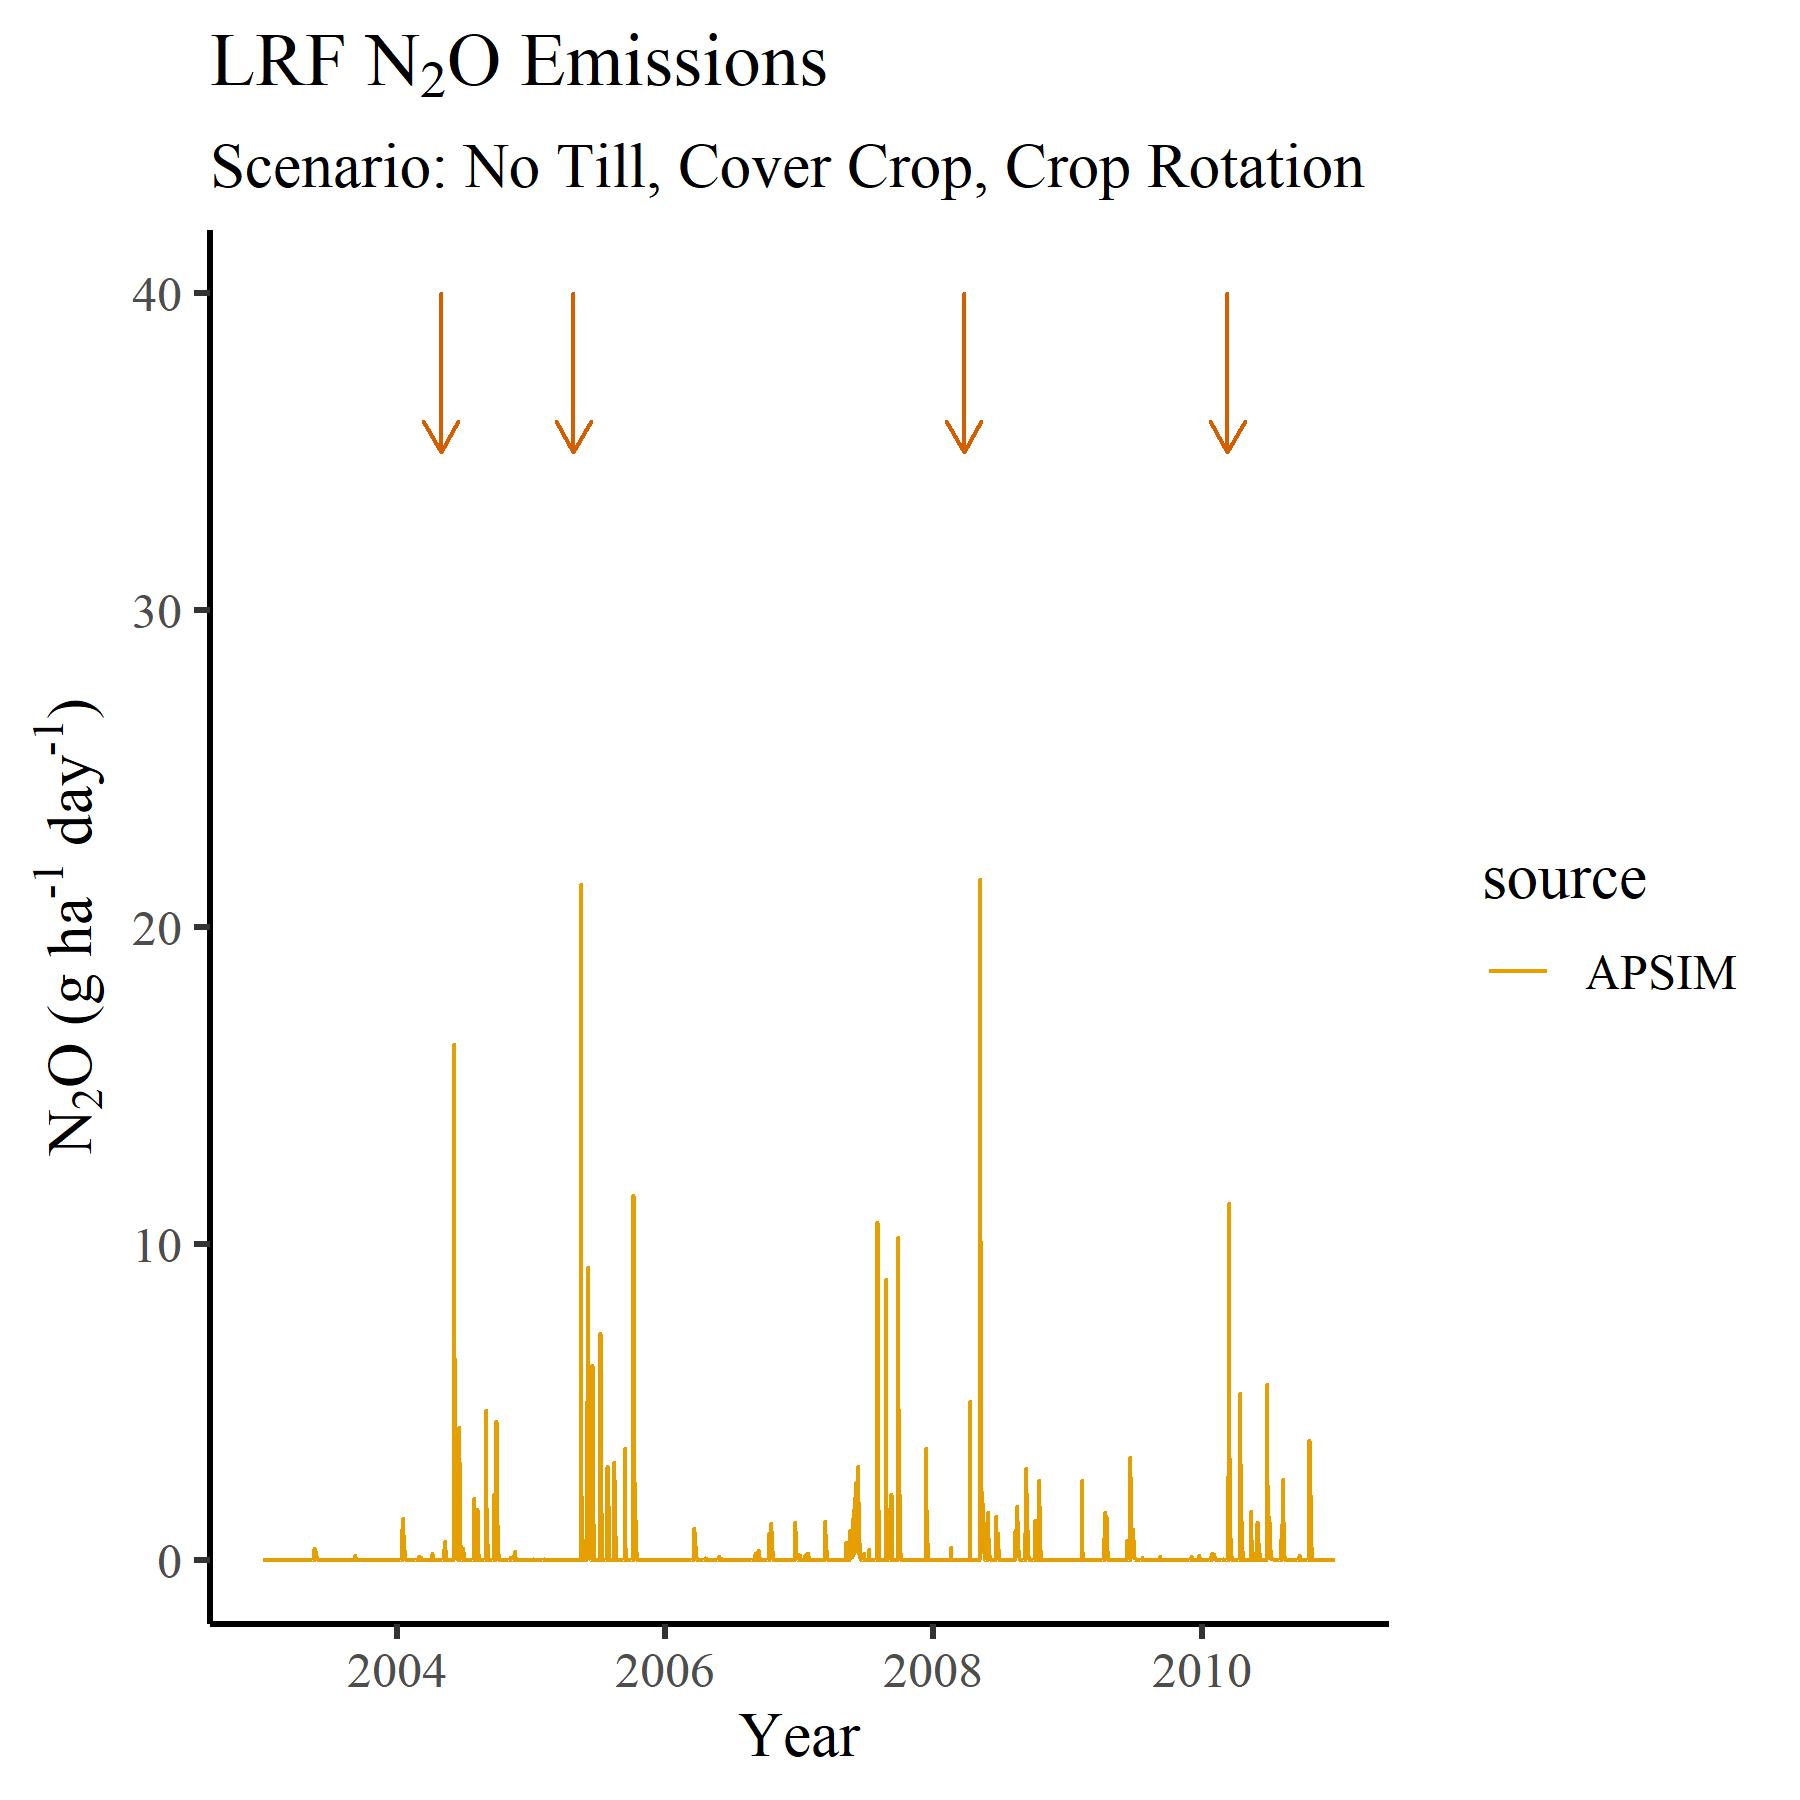 LRF N₂O Emissions
Scenario: No Till, Cover Crop, Crop Rotation
N₂O (g ha⁻¹ day⁻¹)
40
30
20
10
0
2004 2006 2008 2010
Year
source
APSIM